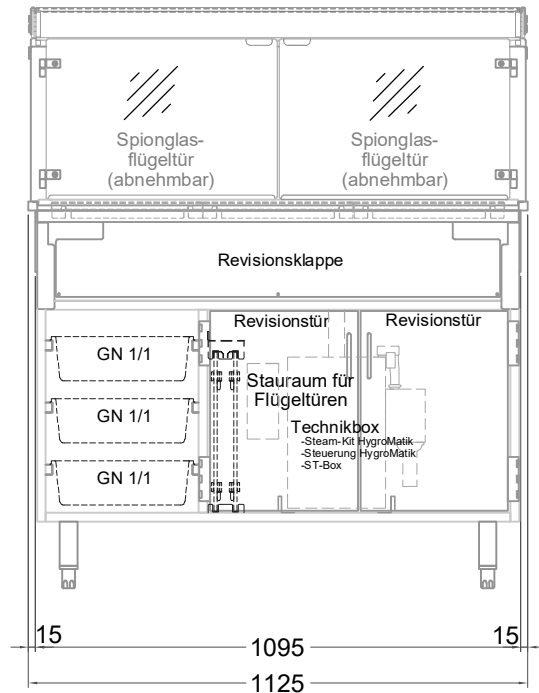 Spionglas-
flügeltür
(abnehmbar)
Spionglas-
flügeltür
(abnehmbar)
Revisionsklappe
Revisionstür
Revisionstür
GN 1/1
GN 1/1
GN 1/1
Stauraum für
Flügeltüren
Technikbox
-Steam-Kit HygroMatik
-Steuerung HygroMatik
-ST-Box
15
1095
15
1125